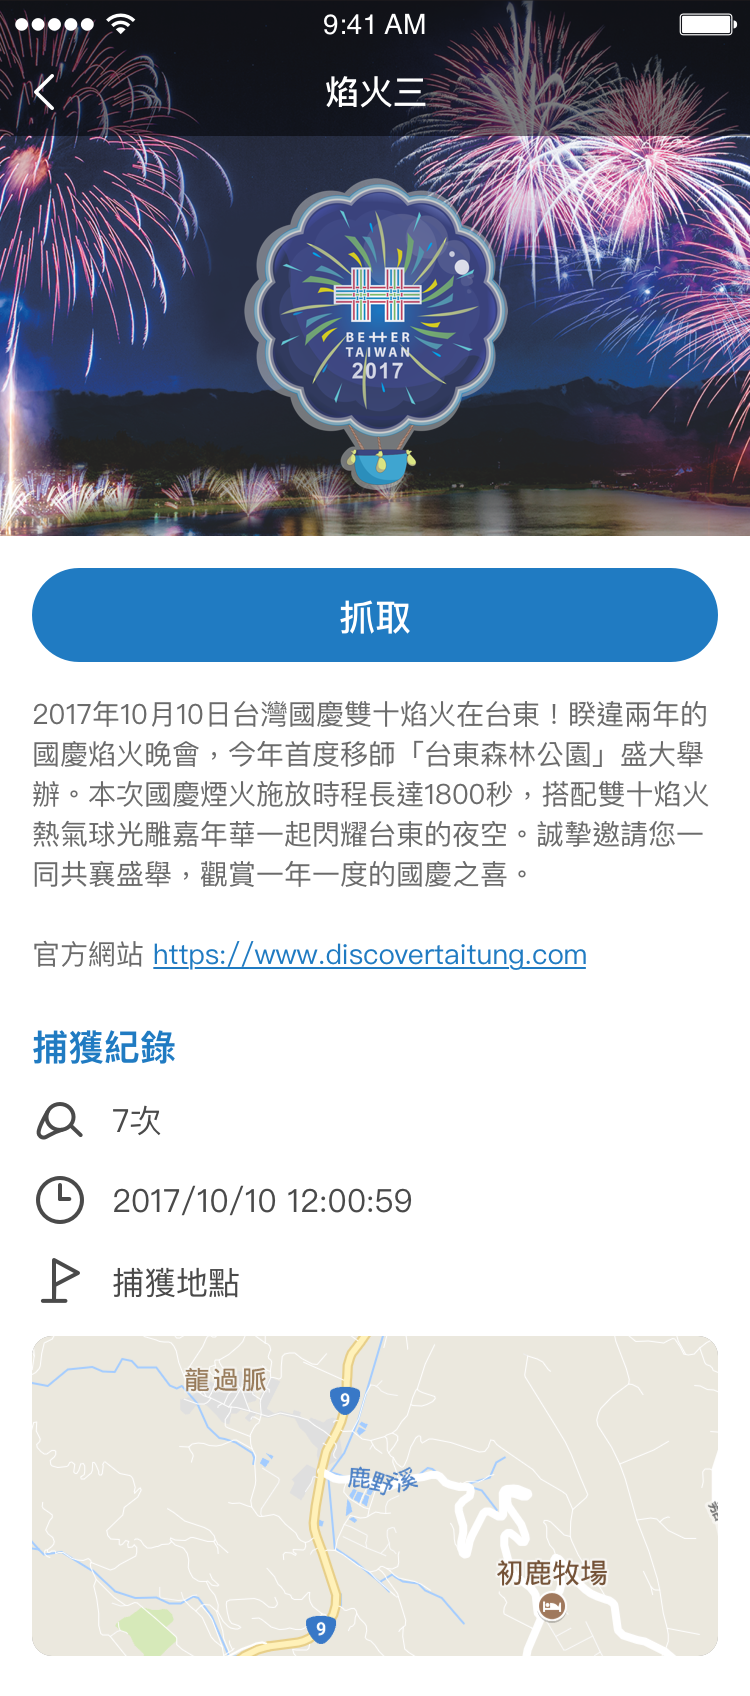 9:41 AM
焰火三
BETTER
TAIWAN
2017
抓取
2017年10月10日台灣國慶雙十焰火在台東！睽違兩年的
國慶焰火晚會，今年首度移師「台東森林公園」盛大舉
辦。本次國慶煙火施放時程長達1800秒，搭配雙十焰火
熱氣球光雕嘉年華一起閃耀台東的夜空。誠摯邀請您一
同共襄盛舉，觀賞一年一度的國慶之喜。
官方網站 https://www.discovertaitung.com
捕獲紀錄
7次
2017/10/10 12:00:59
捕獲地點
龍過脈
9
鹿野溪
初鹿牧場
9